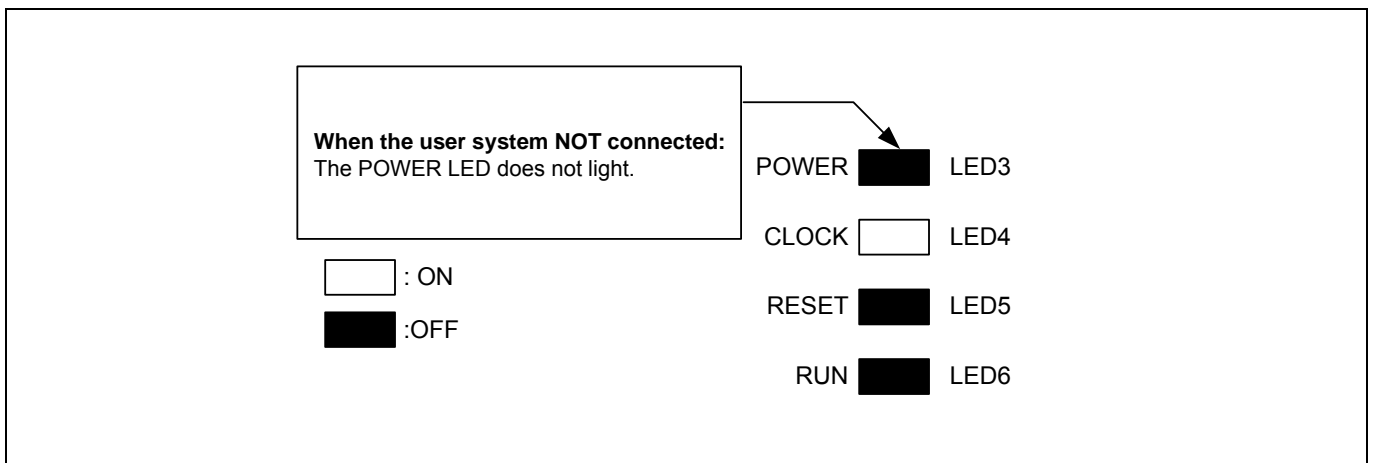 When the user system NOT connected:
The POWER LED does not light.
POWER LED3
CLOCK LED4
: ON
RESET LED5
:OFF
RUN LED6